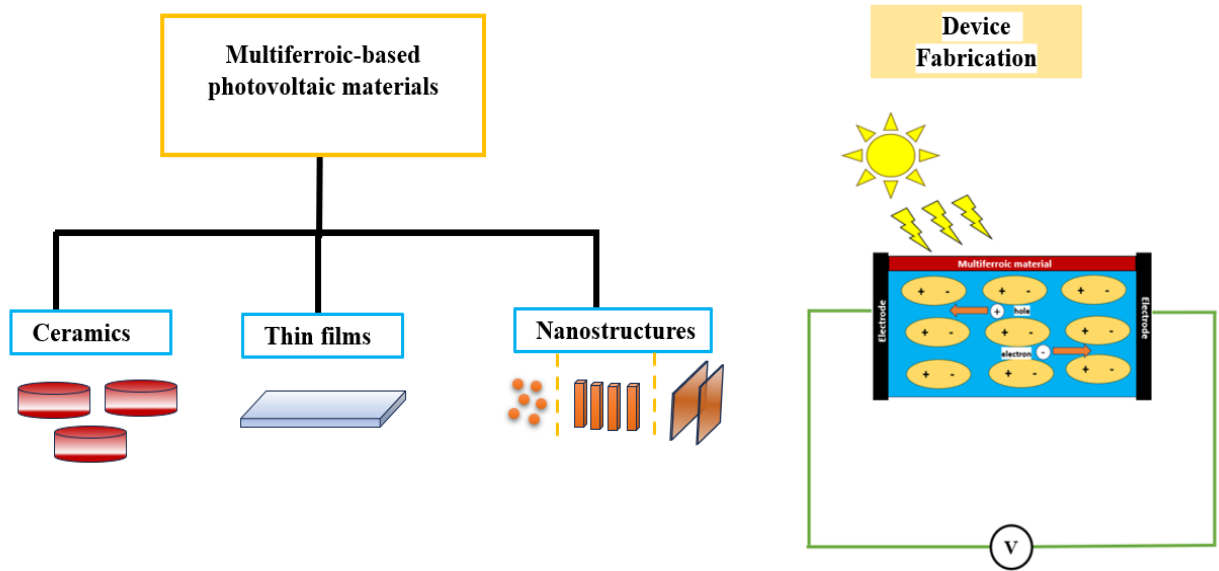 Multiferroic-based
photovoltaic materials
Ceramics
Thin films
Nanostructures
Device
Fabrication
Multiferroic material
+ - + - + -
+ hole
+ - + - + -
electron -
+ - + - + -
Electrode
Electrode
V